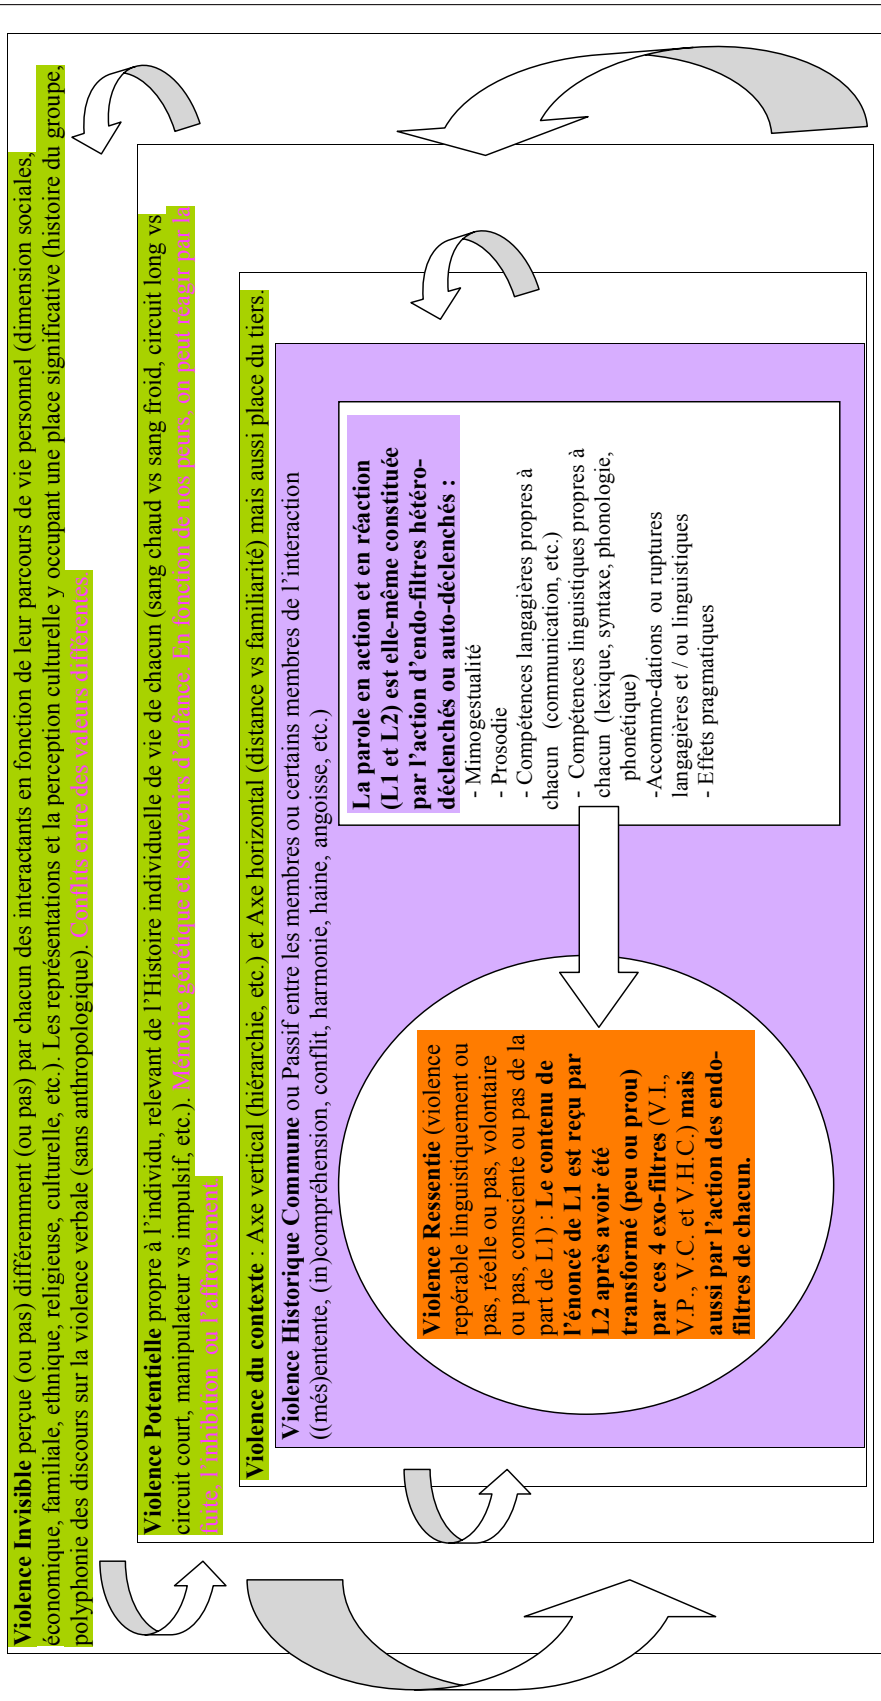 Violence Invisible perçue (ou pas) différemment (ou pas) par chacun des interactants en fonction de leur parcours de vie personnel (dimension sociales,
économique, familiale, ethnique, religieuse, culturelle, etc.). Les représentations et la perception culturelle y occupant une place significative (histoire du groupe,
polyphonie des discours sur la violence verbale (sans anthropologique). Conflits entre des valeurs différentes.
Violence Potentielle propre à l'individu, relevant de l'Histoire individuelle de vie de chacun (sang chaud vs sang froid, circuit long vs
circuit court, manipulateur vs impulsif, etc.). Mémoire génétique et souvenirs d'enfance. En fonction de nos peurs, on peut réagir par la
fuite, l'inhibition ou l'affrontement.
Violence du contexte : Axe vertical (hiérarchie, etc.) et Axe horizontal (distance vs familiarité) mais aussi place du tiers.
Violence Historique Commune ou Passif entre les membres ou certains membres de l'interaction
((més)entente, (in)compréhension, conflit, harmonie, haine, angoisse, etc.)
La parole en action et en réaction
(L1 et L2) est elle-même constituée
par l'action d'endo-filtres hétéro-
déclenchés ou auto-déclenchés :
- Mimogestualité
- Prosodie
- Compétences langagières propres à
chacun (communication, etc.)
- Compétences linguistiques propres à
chacun (lexique, syntaxe, phonologie,
phonétique)
-Accommo-dations ou ruptures
langagières et / ou linguistiques
- Effets pragmatiques
Violence Ressentie (violence
repérable linguistiquement ou
pas, réelle ou pas, volontaire
ou pas, consciente ou pas de la
part de L1) : Le contenu de
l'énoncé de L1 est reçu par
L2 après avoir été
transformé (peu ou prou)
par ces 4 exo-filtres (V.I.,
V.P., V.C. et V.H.C.) mais
aussi par l'action des endo-
filtres de chacun.